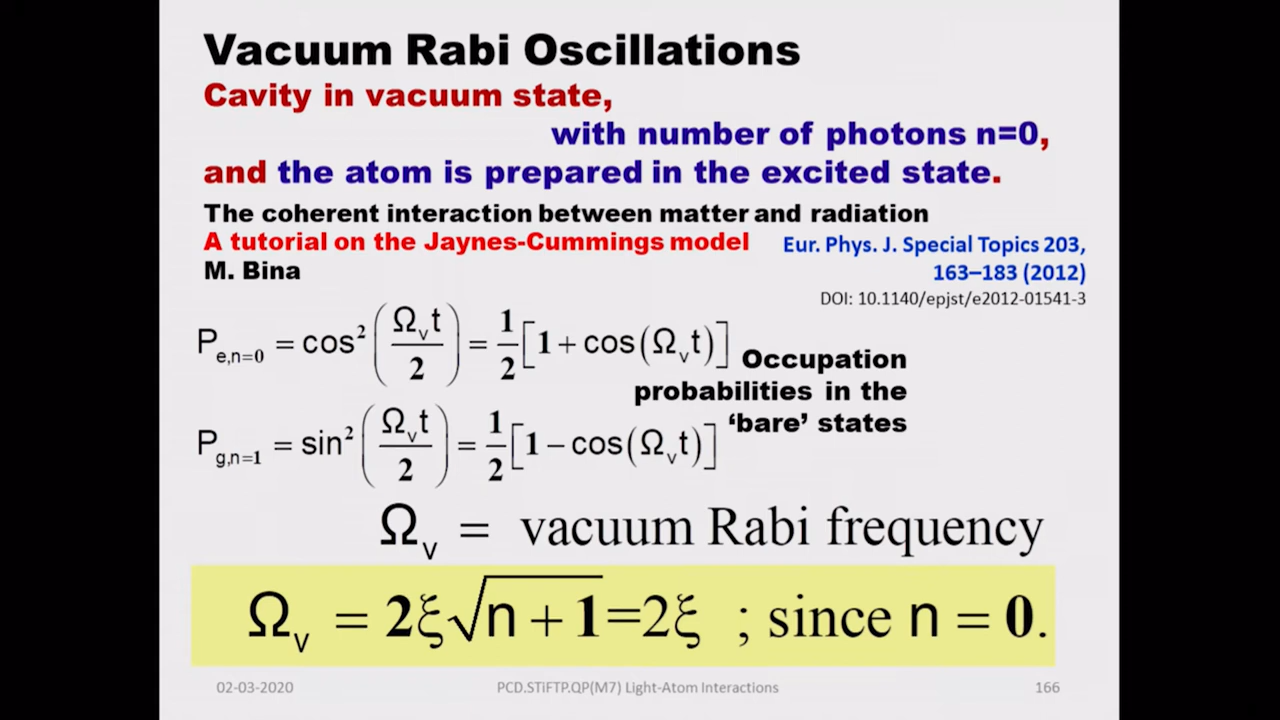 Vacuum Rabi Oscillations
Cavity in vacuum state,
with number of photons n=0,
and the atom is prepared in the excited state.
The coherent interaction between matter and radiation
A tutorial on the Jaynes-Cummings model
M. Bina
Eur. Phys. J. Special Topics 203,
163–183 (2012)
DOI: 10.1140/epjst/e2012-01541-3
P_{e,n=0} = cos²(Ω_v t / 2) = 1/2 [1 + cos(Ω_v t)]
Occupation
probabilities in the
‘bare’ states
P_{g,n=1} = sin²(Ω_v t / 2) = 1/2 [1 − cos(Ω_v t)]
Ω_v = vacuum Rabi frequency
Ω_v = 2ξ√(n + 1)=2ξ ; since n = 0.
02-03-2020 PCD.STiFTP.QP(M7) Light-Atom Interactions 166